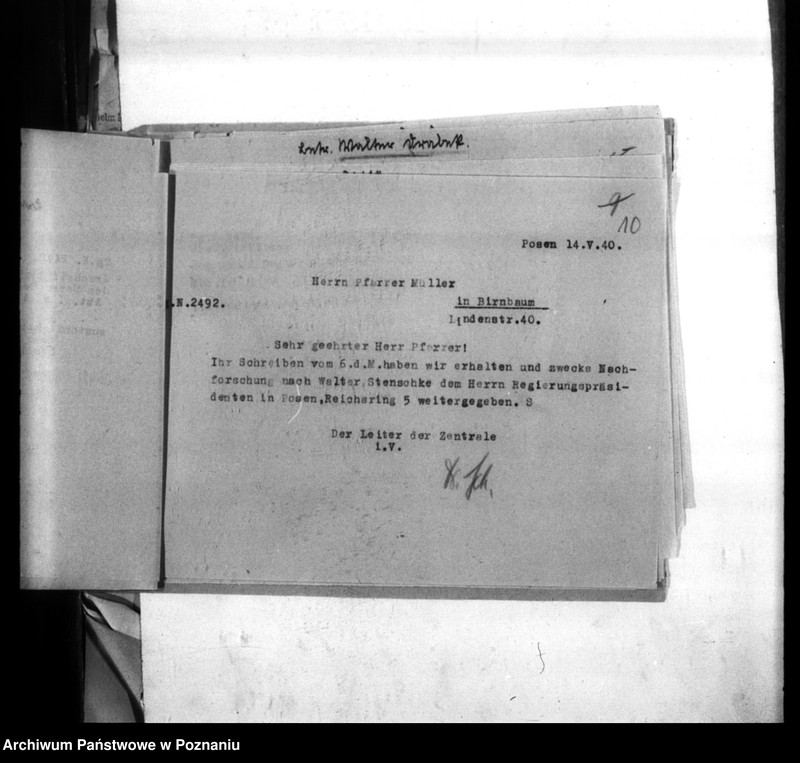 betr. Walter
9
10
Posen 14.V.40.
Herrn Pfarrer Müller
.N.2492.
in Birnbaum
Lindenstr.40.
Sehr geehrter Herr Pfarrer!
Ihr Schreiben vom 6.d.M.haben wir erhalten und zwecks Nach-
forschung nach Walter Stenschke dem Herrn Regierungspräsi-
denten in Posen,Reichsring 5 weitergegeben. S
Der Leiter der Zentrale
i.V.
Archiwum Państwowe w Poznaniu